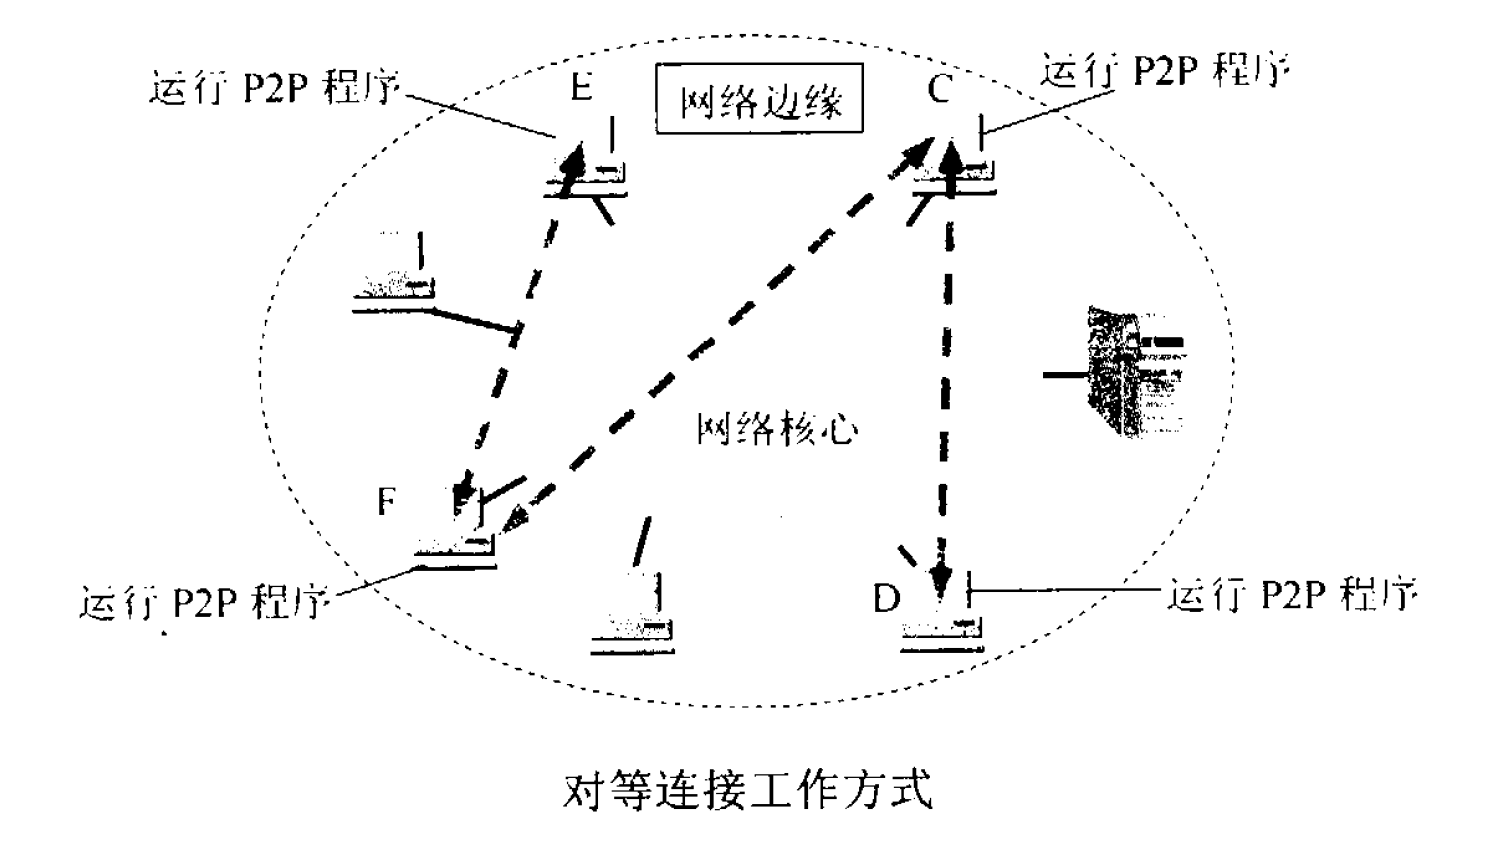 运行 P2P 程序
E
网络边缘
C
运行 P2P 程序
网络核心
F
运行 P2P 程序
D
运行 P2P 程序
对等连接工作方式